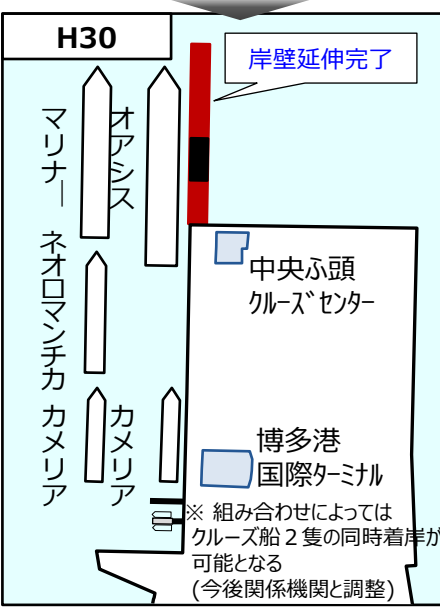 H30
岸壁延伸完了
マリナー
オアシス
ネオロマンチカ
カメリア
カメリア
中央ふ頭
クルーズセンター
博多港
国際ターミナル
※ 組み合わせによっては
クルーズ船２隻の同時着岸が
可能となる
(今後関係機関と調整)